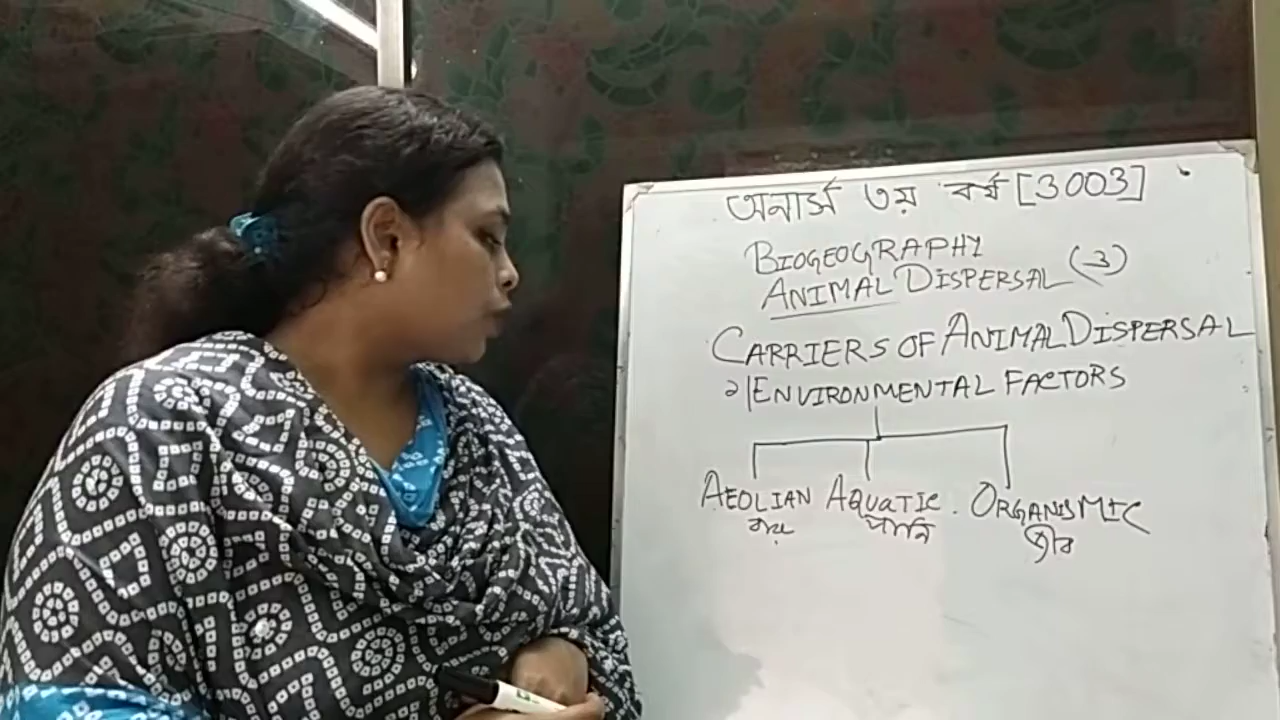 অনার্স ৩য় বর্ষ [3003]
BIOGEOGRAPHY
ANIMAL DISPERSAL (3)
CARRIERS OF ANIMAL DISPERSAL
২| ENVIRONMENTAL FACTORS
AEOLIAN AQUATIC. ORGANISMIC
বায়ু পানি জীব